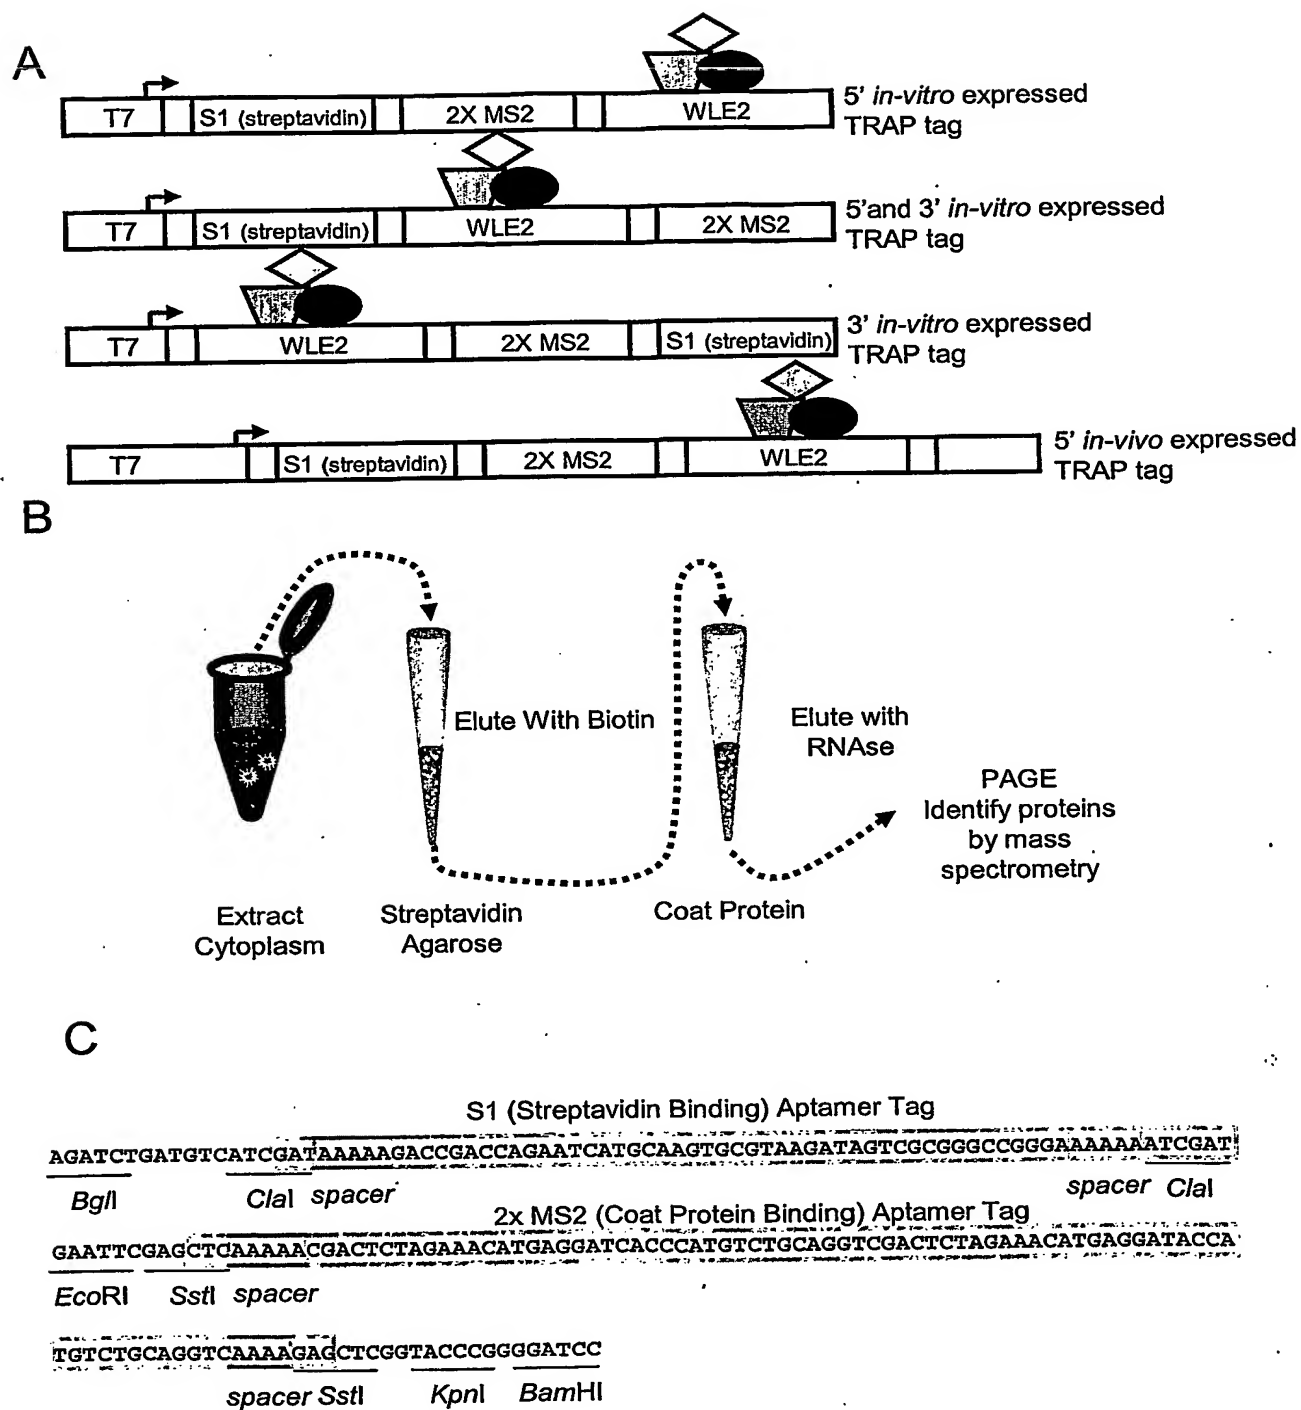 A
T7
S1 (streptavidin)
2X MS2
WLE2
5' in-vitro expressed
TRAP tag
T7
S1 (streptavidin)
WLE2
2X MS2
5'and 3' in-vitro expressed
TRAP tag
T7
WLE2
2X MS2
S1 (streptavidin)
3' in-vitro expressed
TRAP tag
T7
S1 (streptavidin)
2X MS2
WLE2
5' in-vivo expressed
TRAP tag
B
Elute With Biotin
Elute with
RNAse
PAGE
Identify proteins
by mass
spectrometry
Extract
Cytoplasm
Streptavidin
Agarose
Coat Protein
C
S1 (Streptavidin Binding) Aptamer Tag
AGATCTGATGTCATCGATAAAAAGACCGACCAGAATCATGCAAGTGCGTAAGATAGTCGCGGGCCGGGAAAAAAATCGAT
BglI
ClaI
spacer
spacer
ClaI
2x MS2 (Coat Protein Binding) Aptamer Tag
GAATTCGAGCTCAAAAACGACTCTAGAAACATGAGGATCACCCATGTCTGCAGGTCGACTCTAGAAACATGAGGATACCA
EcoRI
SstI
spacer
TGTCTGCAGGTCAAAAGAGCTCGGTACCCGGGGATCC
spacer
SstI
KpnI
BamHI